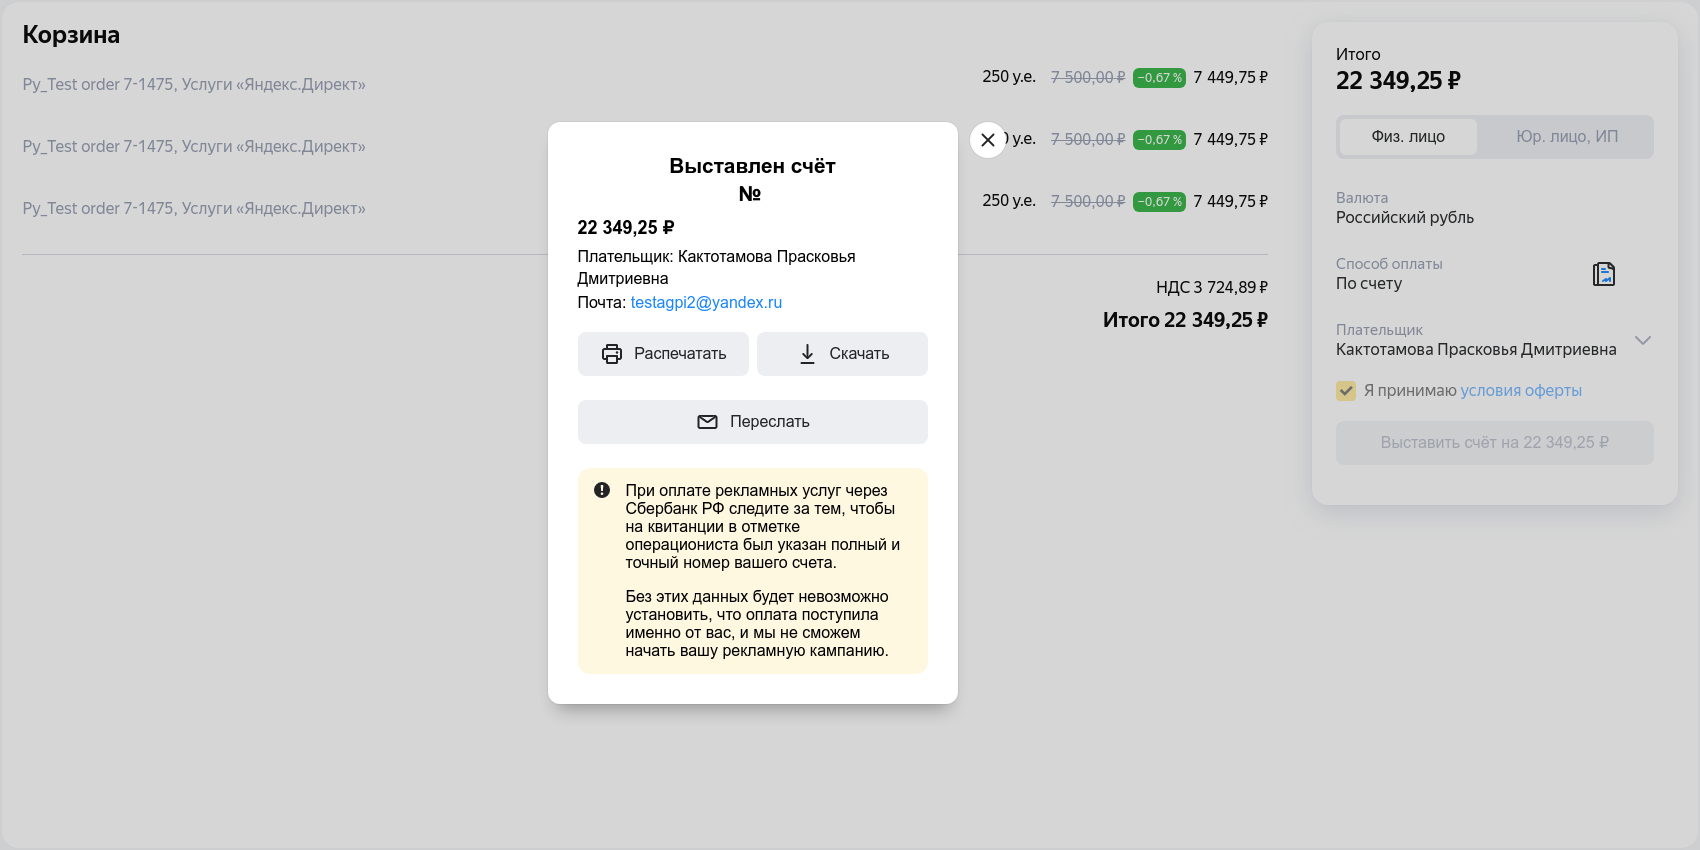 Корзина
Py_Test order 7-1475, Услуги «Яндекс.Директ»
250 у.е. 7 500,00 ₽ −0,67 % 7 449,75 ₽
Py_Test order 7-1475, Услуги «Яндекс.Директ»
у.е. 7 500,00 ₽ −0,67 % 7 449,75 ₽
Py_Test order 7-1475, Услуги «Яндекс.Директ»
250 у.е. 7 500,00 ₽ −0,67 % 7 449,75 ₽
НДС 3 724,89 ₽
Итого 22 349,25 ₽
Выставлен счёт
№
22 349,25 ₽
Плательщик: Кактотамова Прасковья
Дмитриевна
Почта: testagpi2@yandex.ru
Распечатать
Скачать
Переслать
При оплате рекламных услуг через
Сбербанк РФ следите за тем, чтобы
на квитанции в отметке
операциониста был указан полный и
точный номер вашего счета.
Без этих данных будет невозможно
установить, что оплата поступила
именно от вас, и мы не сможем
начать вашу рекламную кампанию.
Итого
22 349,25 ₽
Физ. лицо
Юр. лицо, ИП
Валюта
Российский рубль
Способ оплаты
По счету
Плательщик
Кактотамова Прасковья Дмитриевна
Я принимаю условия оферты
Выставить счёт на 22 349,25 ₽